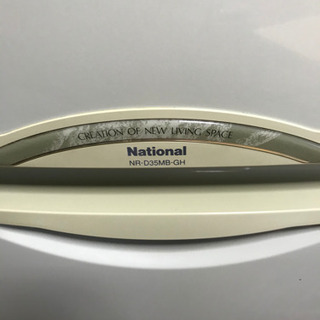 CREATION OF NEW LIVING SPACE
National
NR-D35MB-GH